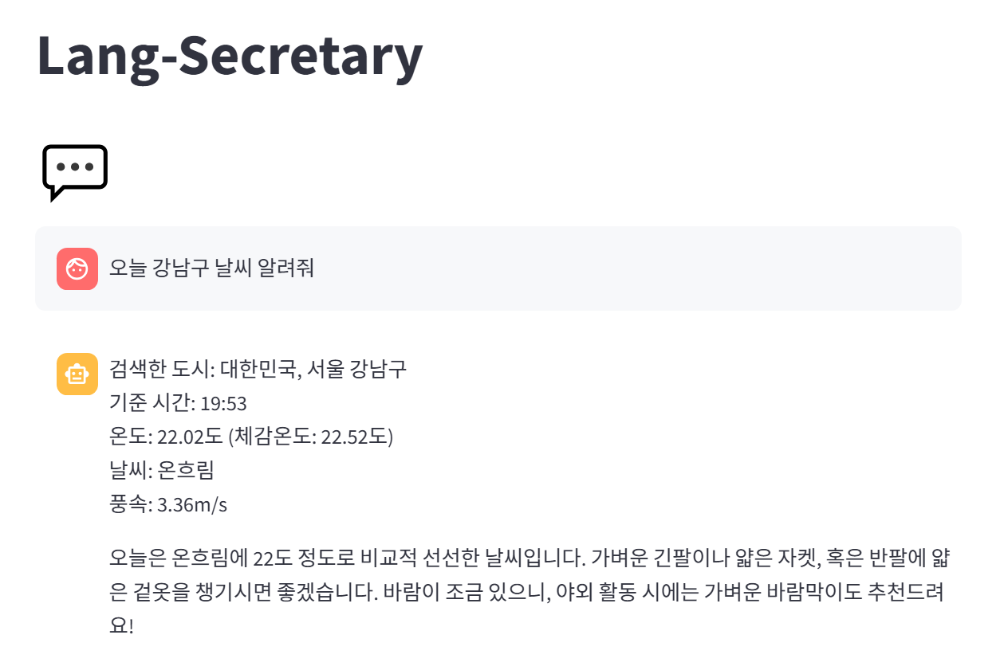 Lang-Secretary
오늘 강남구 날씨 알려줘
검색한 도시: 대한민국, 서울 강남구
기준 시간: 19:53
온도: 22.02도 (체감온도: 22.52도)
날씨: 온흐림
풍속: 3.36m/s
오늘은 온흐림에 22도 정도로 비교적 선선한 날씨입니다. 가벼운 긴팔이나 얇은 자켓, 혹은 반팔에 얇
은 겉옷을 챙기시면 좋겠습니다. 바람이 조금 있으니, 야외 활동 시에는 가벼운 바람막이도 추천드려
요!